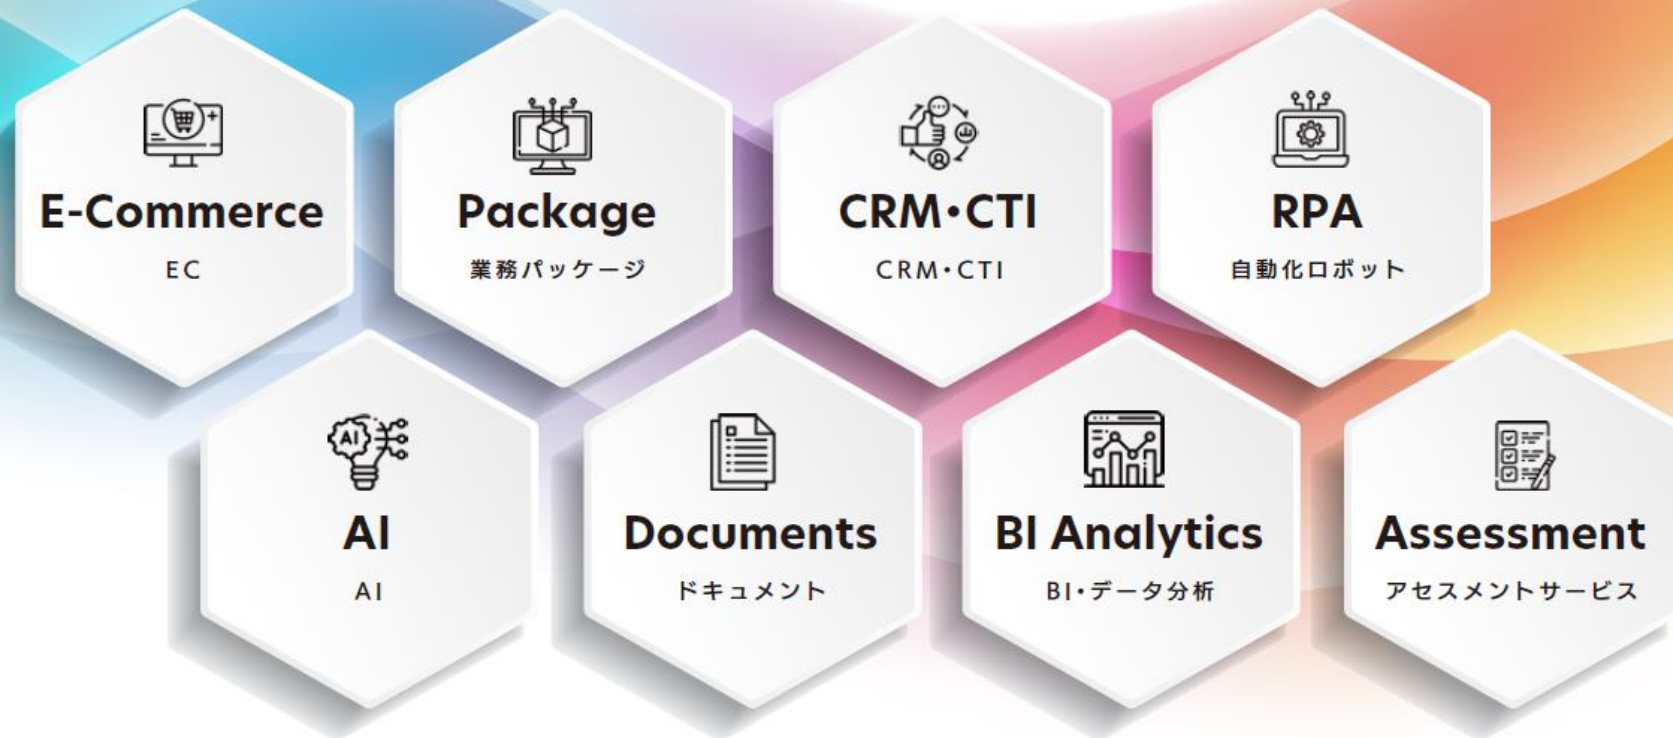 E-Commerce
EC
Package
業務パッケージ
CRM・CTI
CRM・CTI
RPA
自動化ロボット
AI
AI
AI
Documents
ドキュメント
BI Analytics
BI・データ分析
Assessment
アセスメントサービス